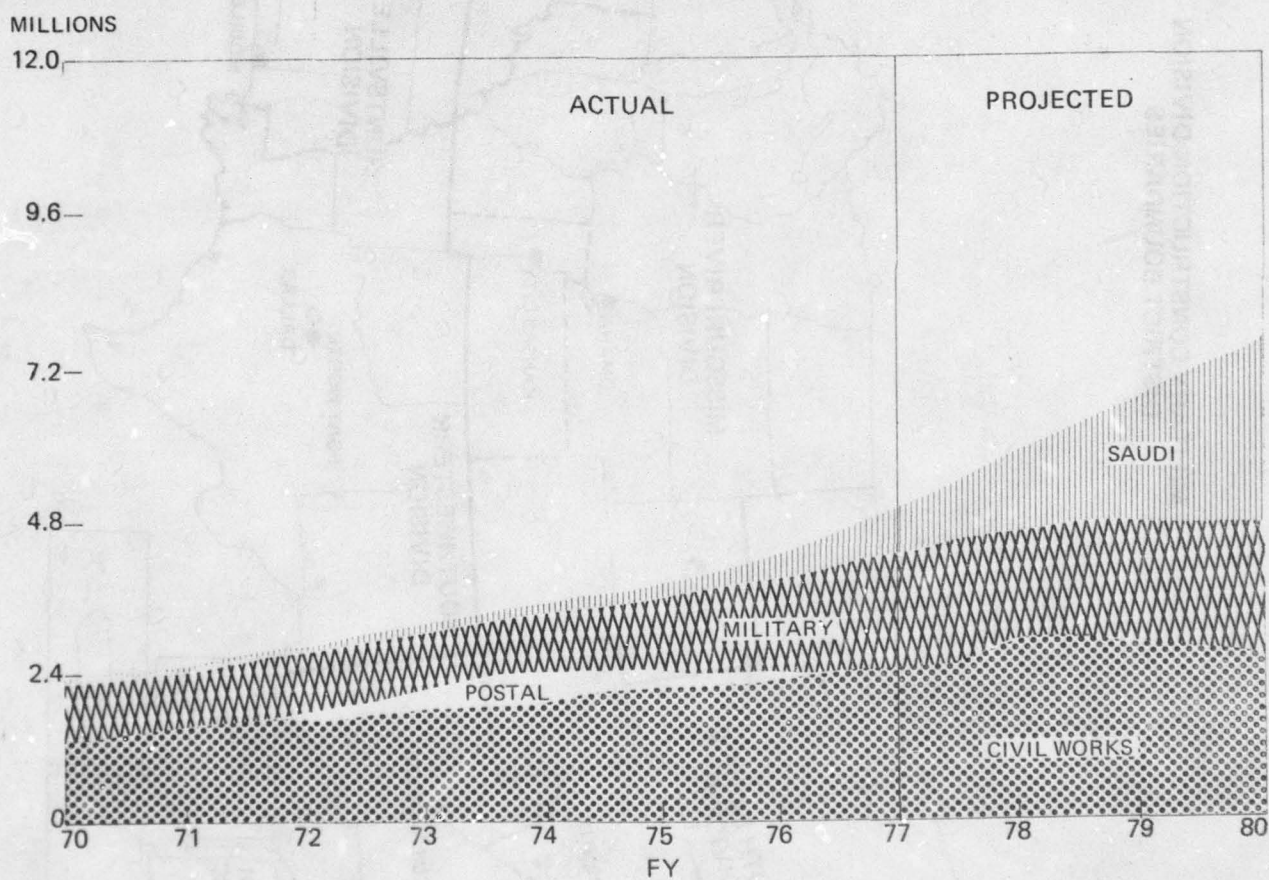 MILLIONS
12.0
ACTUAL
PROJECTED
9.6
7.2
SAUDI
4.8
MILITARY
2.4
POSTAL
CIVIL WORKS
0
70 71 72 73 74 75 76 77 78 79 80
FY